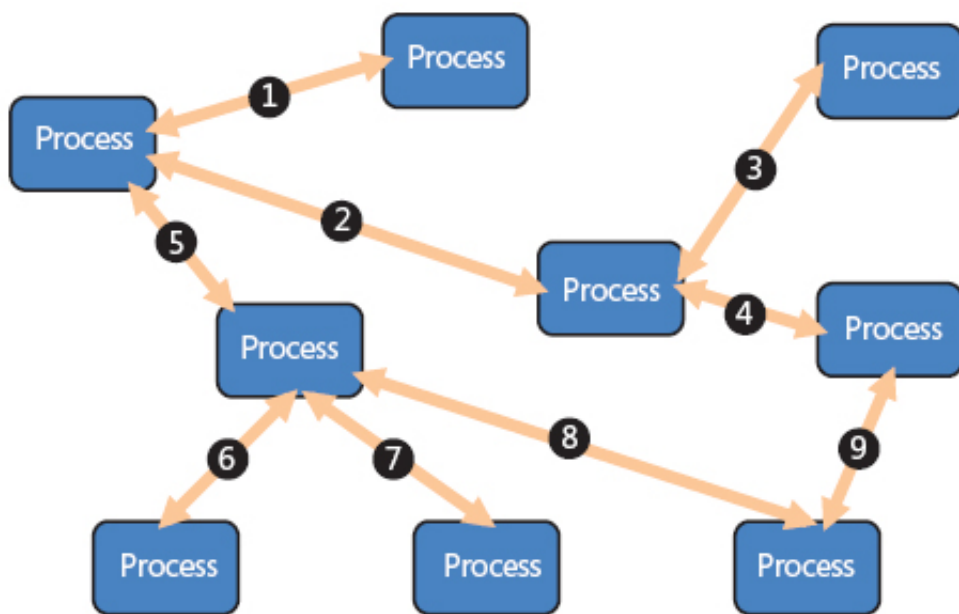 Process
Process
1
Process
3
2
5
Process
4
Process
Process
8
9
6
7
Process
Process
Process